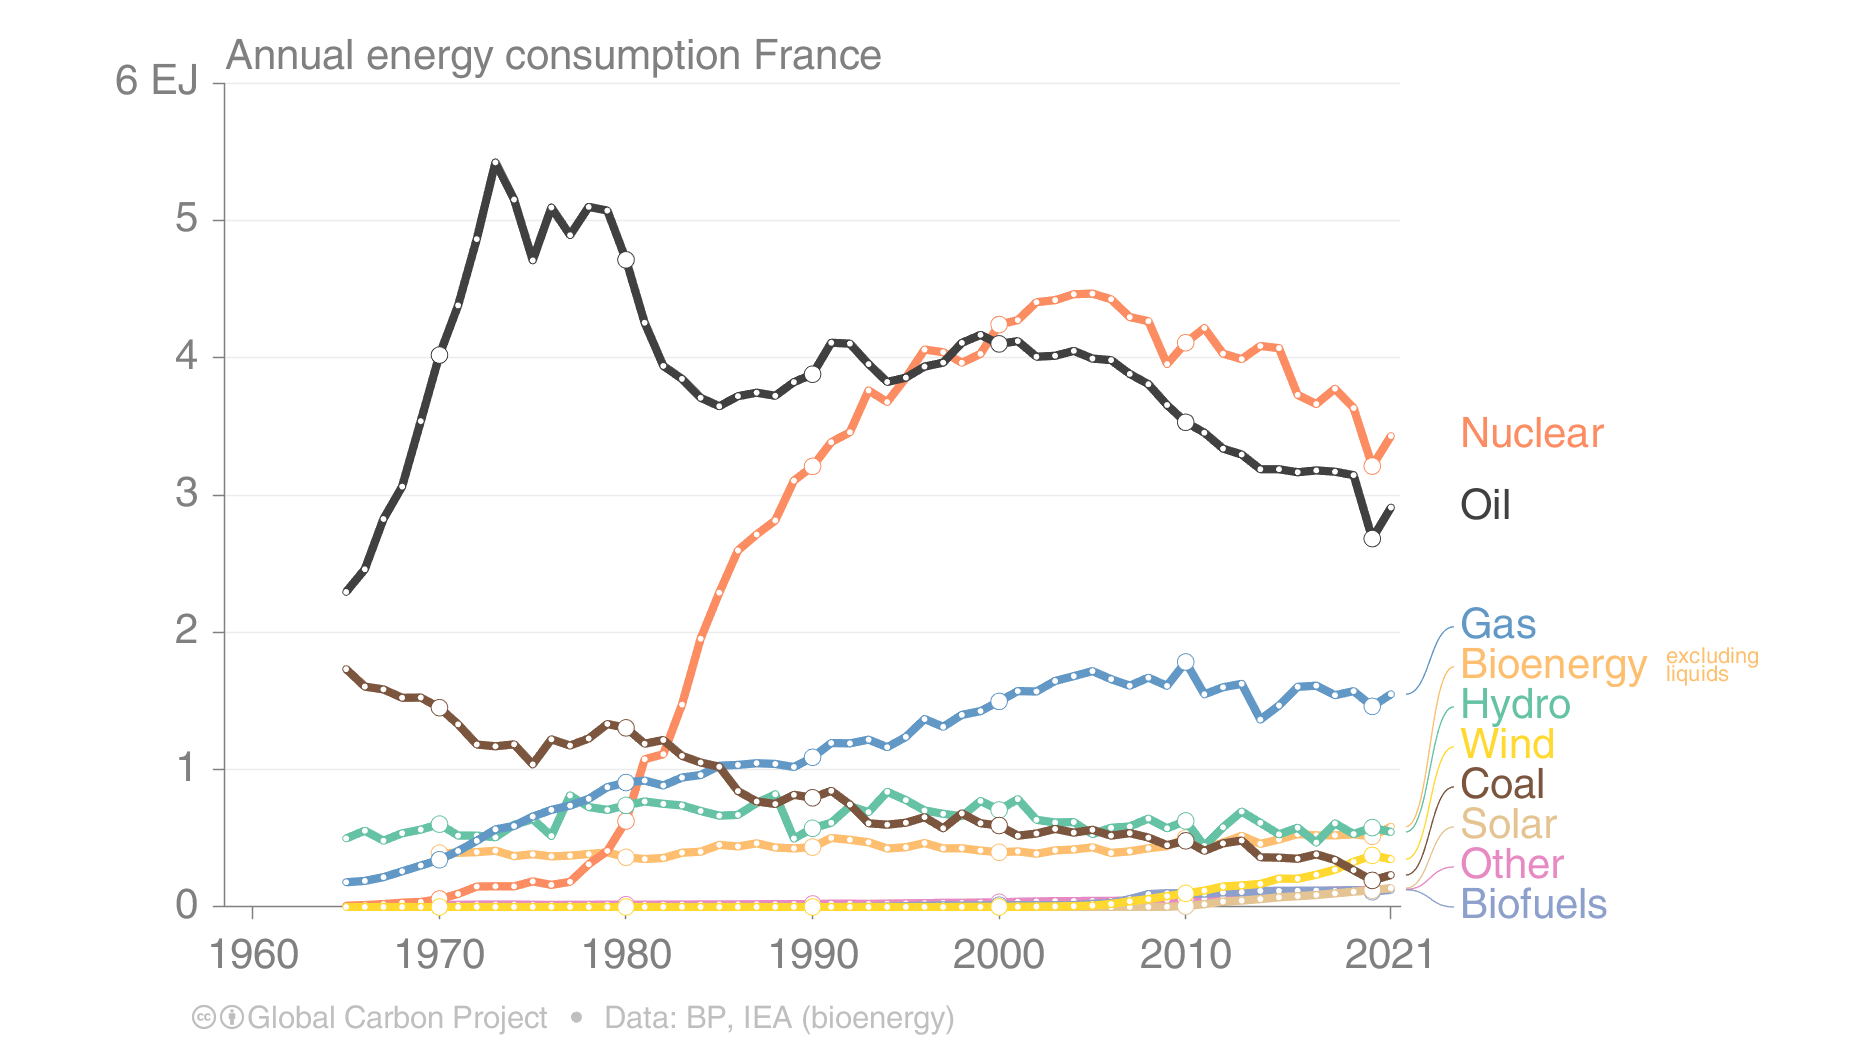 Annual energy consumption France
6 EJ
5
4
3
2
1
0
1960 1970 1980 1990 2000 2010 2021
Nuclear
Oil
Gas
Bioenergy excluding liquids
Hydro
Wind
Coal
Solar
Other
Biofuels
cc Global Carbon Project • Data: BP, IEA (bioenergy)